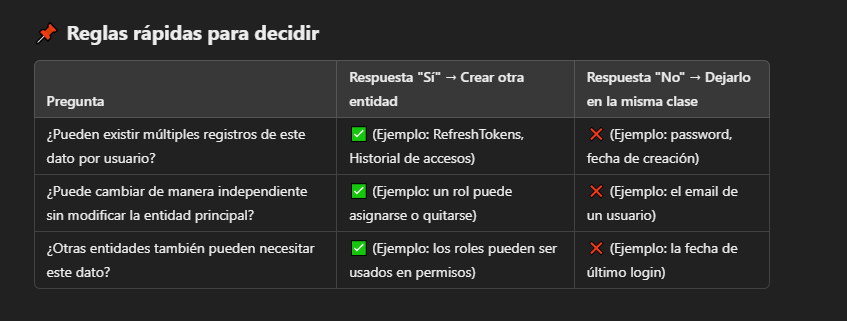 📌 Reglas rápidas para decidir
Pregunta
Respuesta "Sí" → Crear otra
entidad
Respuesta "No" → Dejarlo
en la misma clase
¿Pueden existir múltiples registros de este
dato por usuario?
✅ (Ejemplo: RefreshTokens,
Historial de accesos)
❌ (Ejemplo: password,
fecha de creación)
¿Puede cambiar de manera independiente
sin modificar la entidad principal?
✅ (Ejemplo: un rol puede
asignarse o quitarse)
❌ (Ejemplo: el email de
un usuario)
¿Otras entidades también pueden necesitar
este dato?
✅ (Ejemplo: los roles pueden ser
usados en permisos)
❌ (Ejemplo: la fecha de
último login)